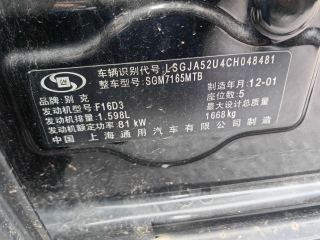 车辆识别代号: LSGJA52U4CH048481
整车型号: SGM7165MTB
品牌: 别克 制造年月 12-01
发动机型号: F16D3 座位数: 5
发动机排量: 1.598L 最大设计总质量
发动机额定功率: 81 kW 1668kg
中国 上海通用汽车有限公司制造
GM